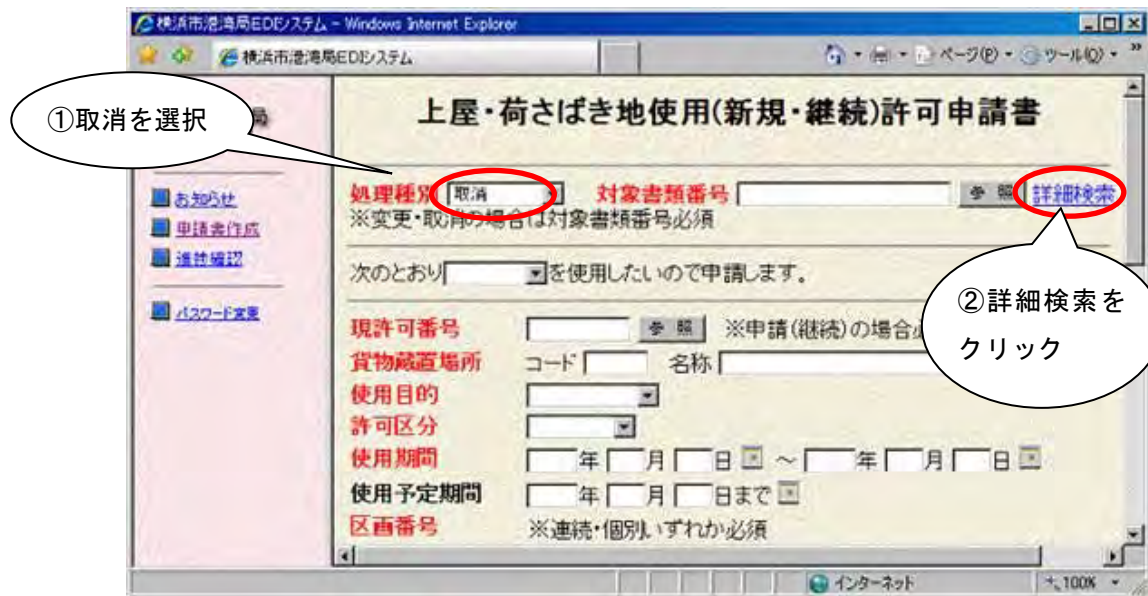 横浜市港湾局EDIシステム - Windows Internet Explorer
横浜市港湾局EDIシステム
ページ(P) ツール(O) »
①取消を選択
局
上屋・荷さばき地使用(新規・継続)許可申請書
お知らせ
申請書作成
進捗確認
パスワード変更
処理種別 取消 対象書類番号 参 照 詳細検索
※変更・取消の場合は対象書類番号必須
次のとおり を使用したいので申請します。
②詳細検索を
クリック
現許可番号 参 照 ※申請(継続)の場合
貨物蔵置場所 コード 名称
使用目的
許可区分
使用期間 年 月 日 ～ 年 月 日
使用予定期間 年 月 日まで
区画番号 ※連続・個別いずれか必須
インターネット 100%